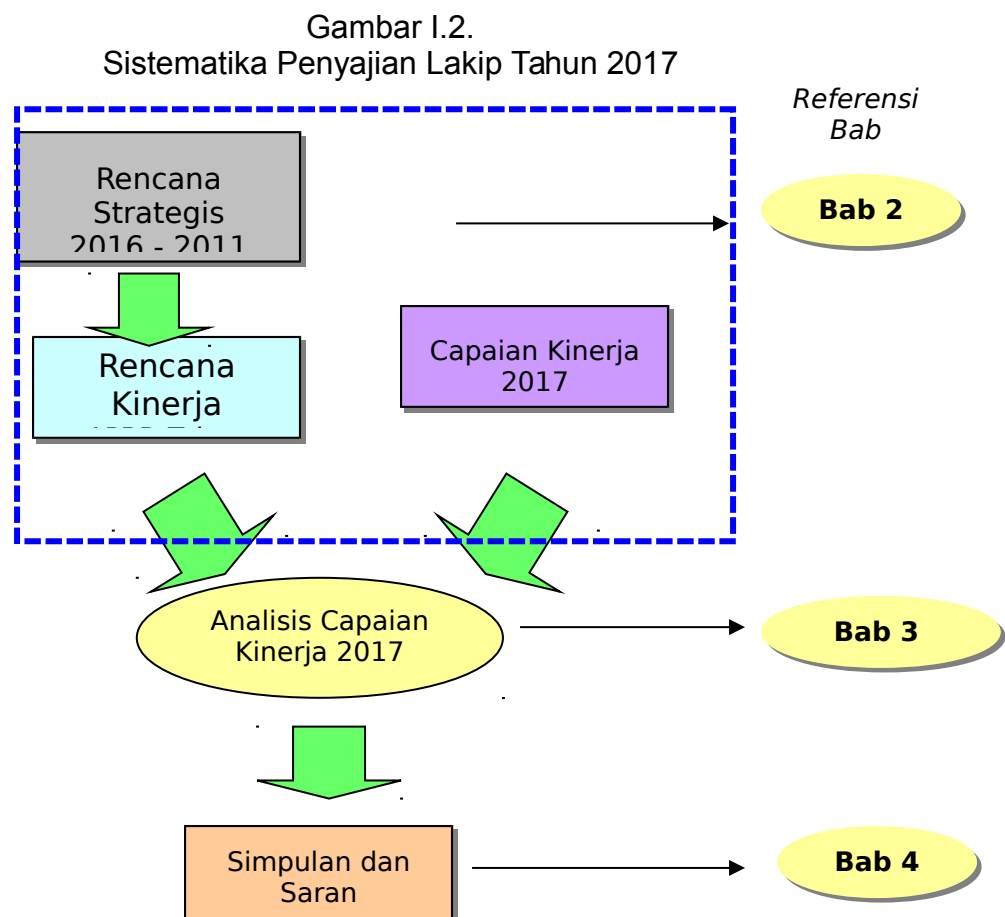 Gambar I.2.
Sistematika Penyajian Lakip Tahun 2017
Referensi
Bab
Rencana
Strategis
2016 - 2011
Bab 2
Rencana
Kinerja
Capaian Kinerja
2017
Analisis Capaian
Kinerja 2017
Bab 3
Simpulan dan
Saran
Bab 4